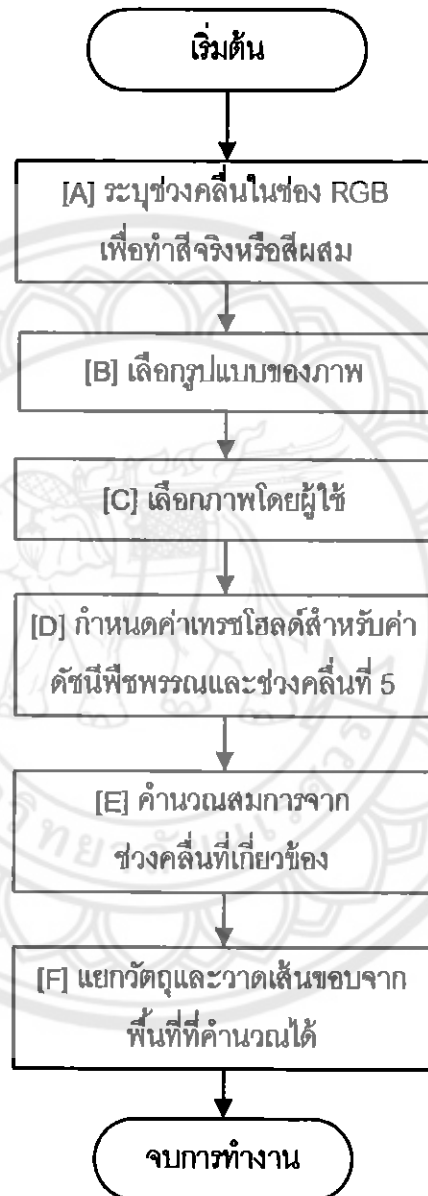 เริ่มต้น
[A] ระบุช่วงคลื่นในช่อง RGB
เพื่อทำสีจริงหรือสีผสม
[B] เลือกรูปแบบของภาพ
[C] เลือกภาพโดยผู้ใช้
[D] กำหนดค่าเทรชโฮลด์สำหรับค่า
ดัชนีพืชพรรณและช่วงคลื่นที่ 5
[E] คำนวณสมการจาก
ช่วงคลื่นที่เกี่ยวข้อง
[F] แยกวัตถุและวาดเส้นขอบจาก
พื้นที่ที่คำนวณได้
จบการทำงาน